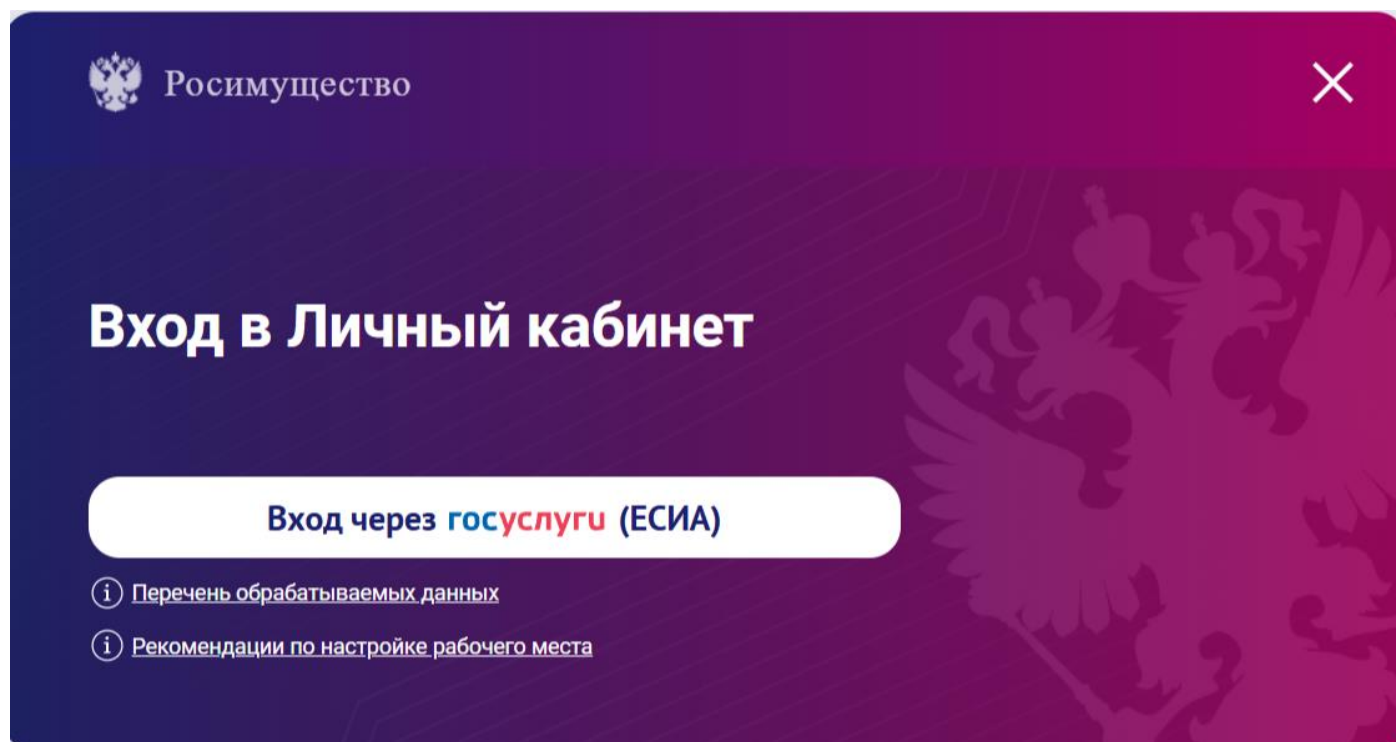 Росимущество
Вход в Личный кабинет
Вход через госуслуги (ЕСИА)
Перечень обрабатываемых данных
Рекомендации по настройке рабочего места